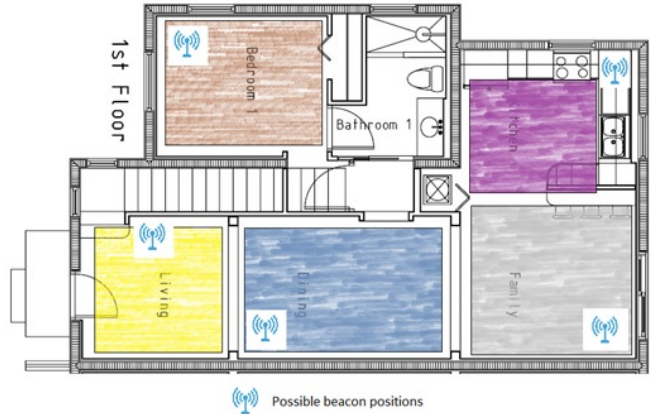 1st Floor
Bedroom 1
Bathroom 1
Kitchen
Living
Dining
Family
Possible beacon positions